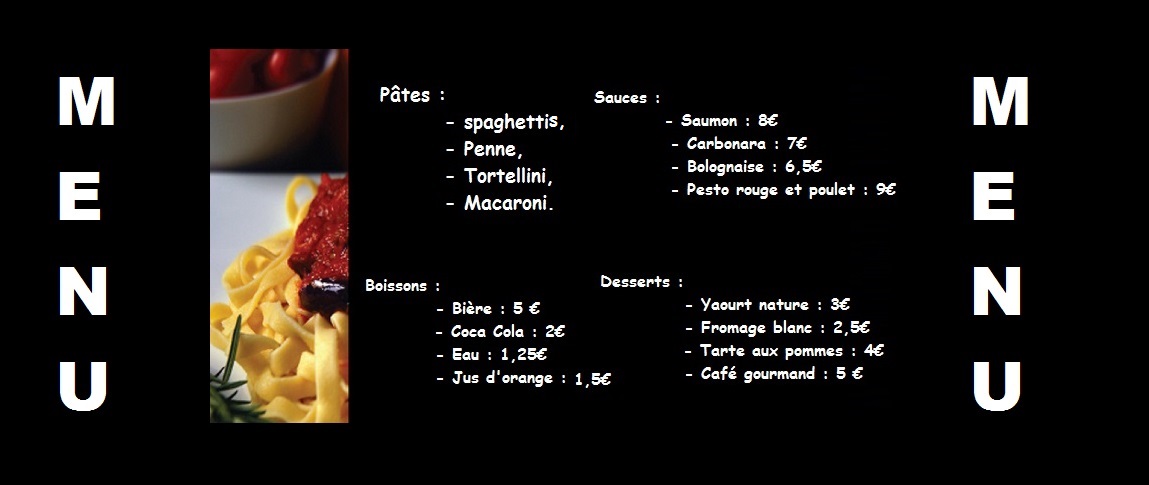 M
E
N
U
Pâtes :
- spaghettis,
- Penne,
- Tortellini,
- Macaroni.
Sauces :
- Saumon : 8€
- Carbonara : 7€
- Bolognaise : 6,5€
- Pesto rouge et poulet : 9€
Boissons :
- Bière : 5 €
- Coca Cola : 2€
- Eau : 1,25€
- Jus d'orange : 1,5€
Desserts :
- Yaourt nature : 3€
- Fromage blanc : 2,5€
- Tarte aux pommes : 4€
- Café gourmand : 5 €
M
E
N
U